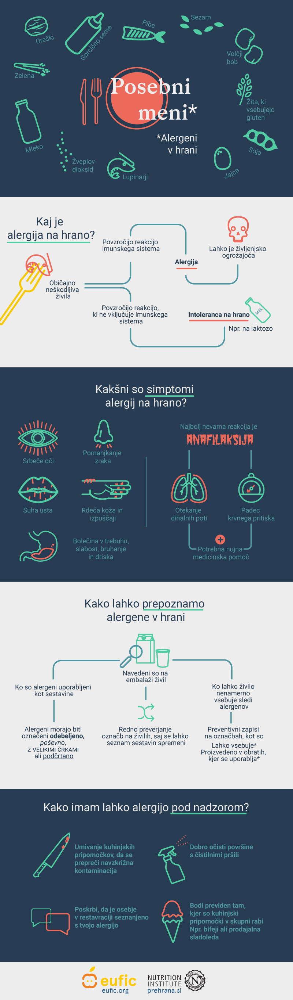 Oreški
Gorčično seme
Ribe
Sezam
Volčji
bob
Zelena
Posebni
meni*
Žita, ki
vsebujejo
gluten
*Alergeni
v hrani
Mleko
Žveplov
dioksid
Lupinarji
Jajca
Soja
Kaj je
alergija na hrano?
Običajno
neškodljiva
živila
Povzročijo reakcijo
imunskega sistema
Alergija
Lahko je življenjsko
ogrožajoča
Povzročijo reakcijo,
ki ne vključuje imunskega
sistema
Intoleranca na hrano
Milk
Npr. na laktozo
Kakšni so simptomi
alergij na hrano?
Srbeče oči
Pomanjkanje
zraka
Suha usta
Rdeča koža in
izpuščaji
Bolečina v trebuhu,
slabost, bruhanje
in driska
Najbolj nevarna reakcija je
ANAFILAKSIJA
Otekanje
dihalnih poti
Padec
krvnega pritiska
Potrebna nujna
medicinska pomoč
Kako lahko prepoznamo
alergene v hrani
Navedeni so na
embalaži živil
Ko so alergeni uporabljeni
kot sestavine
Alergeni morajo biti
označeni odebeljeno,
poševno,
Z VELIKIMI ČRKAMI
ali podčrtano
Redno preverjanje
označb na živilih, saj se lahko
seznam sestavin spremeni
Ko lahko živilo
nenamerno
vsebuje sledi
alergenov
Preventivni zapisi
na označbah, kot so
Lahko vsebuje*
Proizvedeno v obratih,
kjer se uporablja*
Kako imam lahko alergijo pod nadzorom?
Umivanje kuhinjskih
pripomočkov, da se
prepreči navzkrižna
kontaminacija
Dobro očisti površine
s čistilnimi pršili
Poskrbi, da je osebje
v restavraciji seznanjeno
s tvojo alergijo
Bodi previden tam,
kjer so kuhinjski
pripomočki v skupni rabi
Npr. bifeji ali prodajalna
sladoleda
eufic
eufic.org
NUTRITION
INSTITUTE
prehrana.si
INŠTITUT ZA
N
NUTRICIONISTIKO